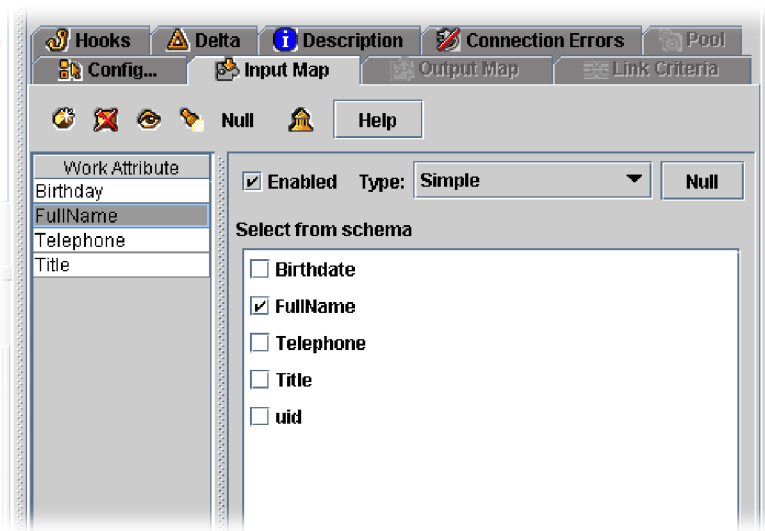 Hooks Delta Description Connection Errors Pool
Config... Input Map Output Map Link Criteria
Null Help
Work Attribute
Birthday
FullName
Telephone
Title
Enabled Type: Simple Null
Select from schema
Birthdate
FullName
Telephone
Title
uid